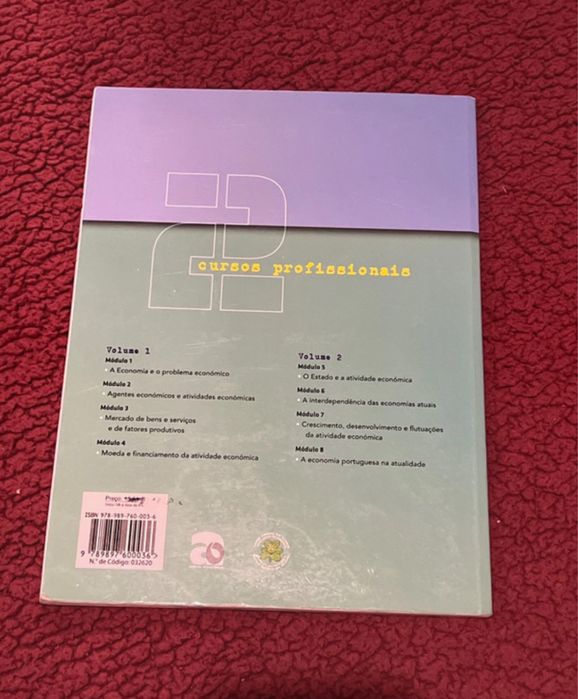 cursos profissionais
Volume 1
Módulo 1
· A Economia e o problema económico
Módulo 2
· Agentes económicos e atividades económicas
Módulo 3
· Mercado de bens e serviços
e de fatores produtivos
Módulo 4
· Moeda e financiamento da atividade económica
Volume 2
Módulo 5
· O Estado e a atividade económica
Módulo 6
· A interdependência das economias atuais
Módulo 7
· Crescimento, desenvolvimento e flutuações
da atividade económica
Módulo 8
· A economia portuguesa na atualidade
Preço
ISBN 978-989-760-003-6
9 789897 600036 >
N.º de Código: 032620